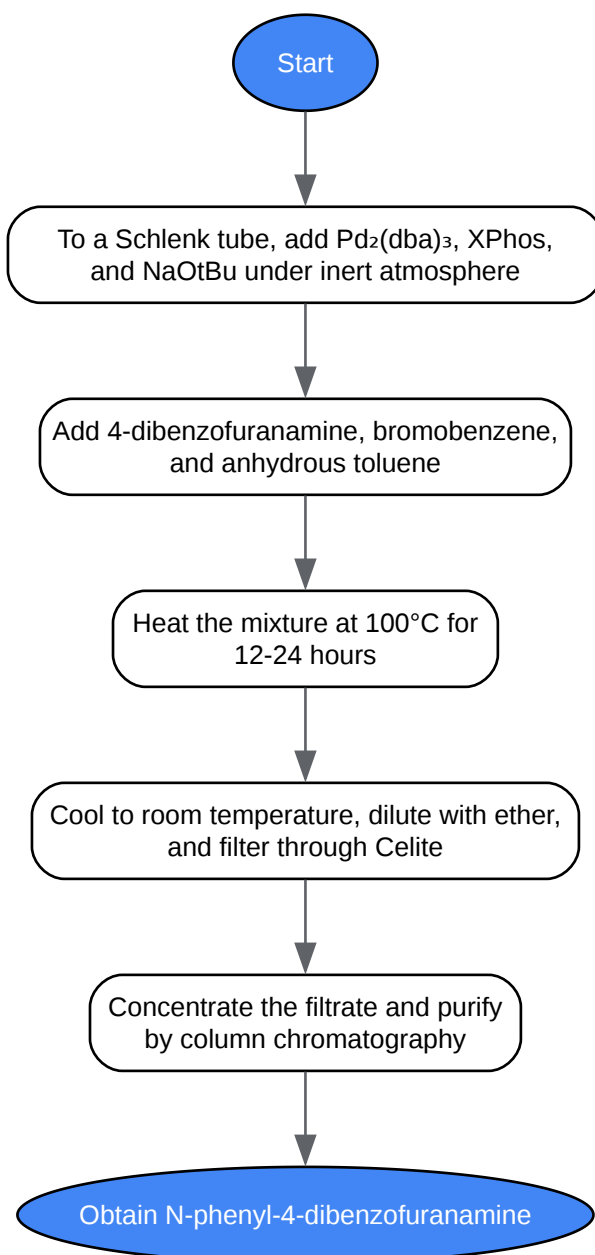 Start
To a Schlenk tube, add Pd₂(dba)₃, XPhos,
and NaOtBu under inert atmosphere
Add 4-dibenzofuranamine, bromobenzene,
and anhydrous toluene
Heat the mixture at 100°C for
12-24 hours
Cool to room temperature, dilute with ether,
and filter through Celite
Concentrate the filtrate and purify
by column chromatography
Obtain N-phenyl-4-dibenzofuranamine